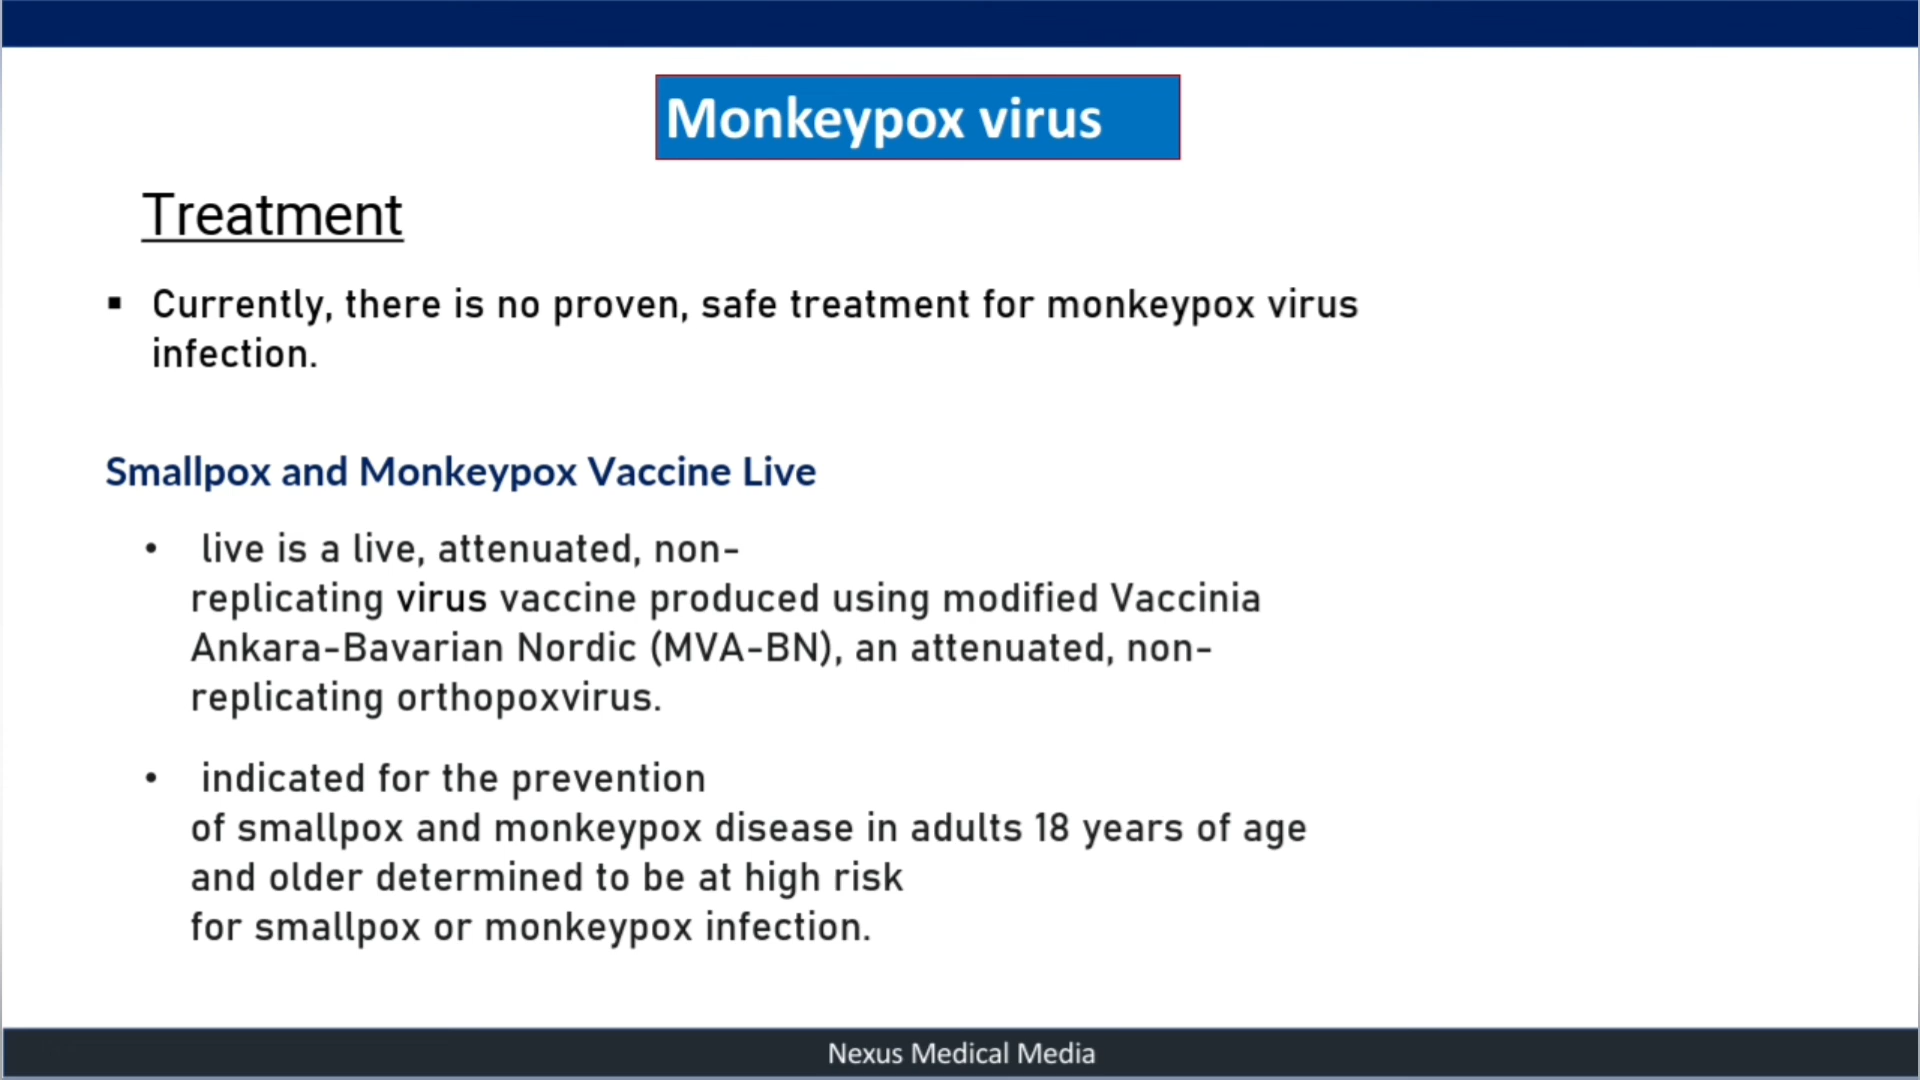 Monkeypox virus
Treatment
▪ Currently, there is no proven, safe treatment for monkeypox virus
infection.
Smallpox and Monkeypox Vaccine Live
• live is a live, attenuated, non-
replicating virus vaccine produced using modified Vaccinia
Ankara-Bavarian Nordic (MVA-BN), an attenuated, non-
replicating orthopoxvirus.
• indicated for the prevention
of smallpox and monkeypox disease in adults 18 years of age
and older determined to be at high risk
for smallpox or monkeypox infection.
Nexus Medical Media